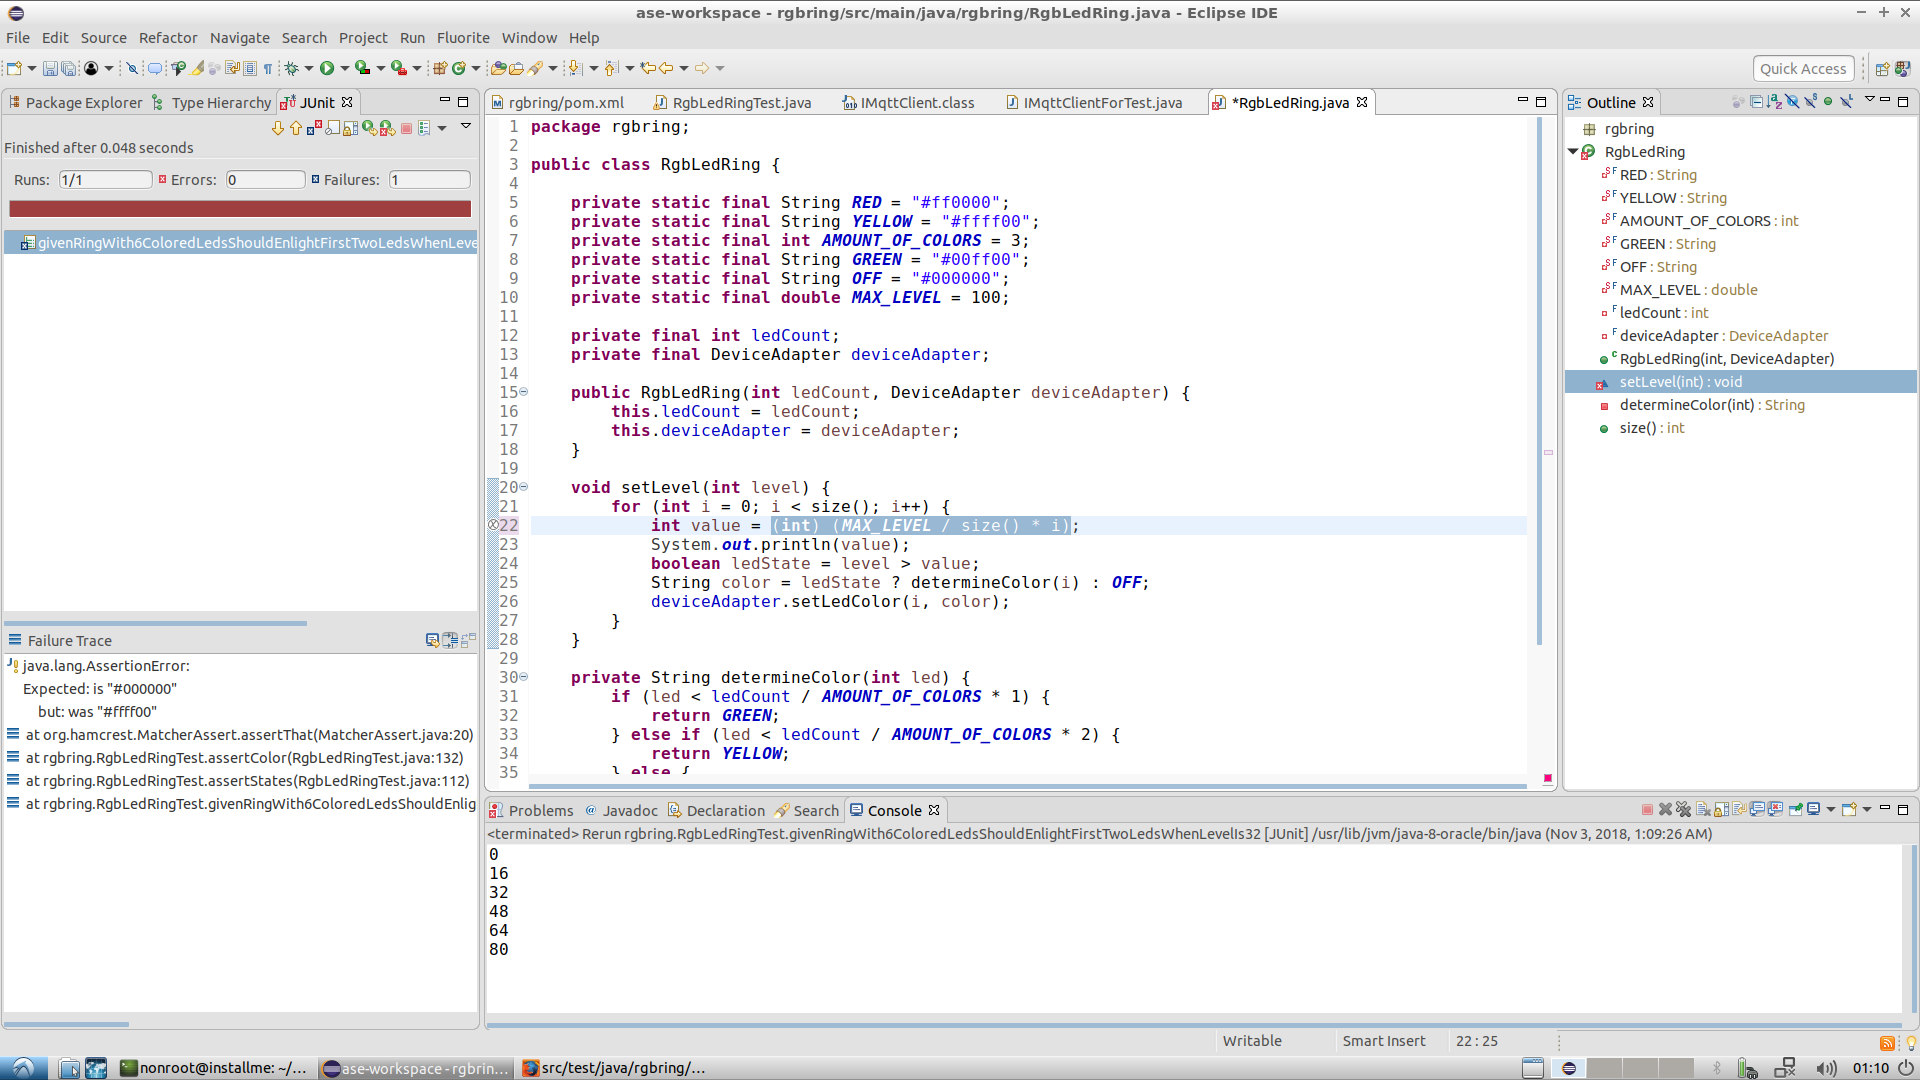 ase-workspace - rgbring/src/main/java/rgbring/RgbLedRing.java - Eclipse IDE
File Edit Source Refactor Navigate Search Project Run Fluorite Window Help
Quick Access
Package Explorer Type Hierarchy JUnit
Finished after 0.048 seconds
Runs: 1/1 Errors: 0 Failures: 1
givenRingWith6ColoredLedsShouldEnlightFirstTwoLedsWhenLeve
Failure Trace
java.lang.AssertionError:
Expected: is "#000000"
but: was "#ffff00"
at org.hamcrest.MatcherAssert.assertThat(MatcherAssert.java:20)
at rgbring.RgbLedRingTest.assertColor(RgbLedRingTest.java:132)
at rgbring.RgbLedRingTest.assertStates(RgbLedRingTest.java:112)
at rgbring.RgbLedRingTest.givenRingWith6ColoredLedsShouldEnlig
rgbring/pom.xml RgbLedRingTest.java IMqttClient.class IMqttClientForTest.java *RgbLedRing.java
1 package rgbring;
2
3 public class RgbLedRing {
4
5 private static final String RED = "#ff0000";
6 private static final String YELLOW = "#ffff00";
7 private static final int AMOUNT_OF_COLORS = 3;
8 private static final String GREEN = "#00ff00";
9 private static final String OFF = "#000000";
10 private static final double MAX_LEVEL = 100;
11
12 private final int ledCount;
13 private final DeviceAdapter deviceAdapter;
14
15 public RgbLedRing(int ledCount, DeviceAdapter deviceAdapter) {
16 this.ledCount = ledCount;
17 this.deviceAdapter = deviceAdapter;
18 }
19
20 void setLevel(int level) {
21 for (int i = 0; i < size(); i++) {
22 int value = (int) (MAX_LEVEL / size() * i);
23 System.out.println(value);
24 boolean ledState = level > value;
25 String color = ledState ? determineColor(i) : OFF;
26 deviceAdapter.setLedColor(i, color);
27 }
28 }
29
30 private String determineColor(int led) {
31 if (led < ledCount / AMOUNT_OF_COLORS * 1) {
32 return GREEN;
33 } else if (led < ledCount / AMOUNT_OF_COLORS * 2) {
34 return YELLOW;
35 } else {
Outline
rgbring
RgbLedRing
RED : String
YELLOW : String
AMOUNT_OF_COLORS : int
GREEN : String
OFF : String
MAX_LEVEL : double
ledCount : int
deviceAdapter : DeviceAdapter
RgbLedRing(int, DeviceAdapter)
setLevel(int) : void
determineColor(int) : String
size() : int
Problems Javadoc Declaration Search Console
<terminated> Rerun rgbring.RgbLedRingTest.givenRingWith6ColoredLedsShouldEnlightFirstTwoLedsWhenLevelIs32 [JUnit] /usr/lib/jvm/java-8-oracle/bin/java (Nov 3, 2018, 1:09:26 AM)
0
16
32
48
64
80
Writable Smart Insert 22 : 25
nonroot@installme: ~/... ase-workspace - rgbrin... src/test/java/rgbring/... 01:10